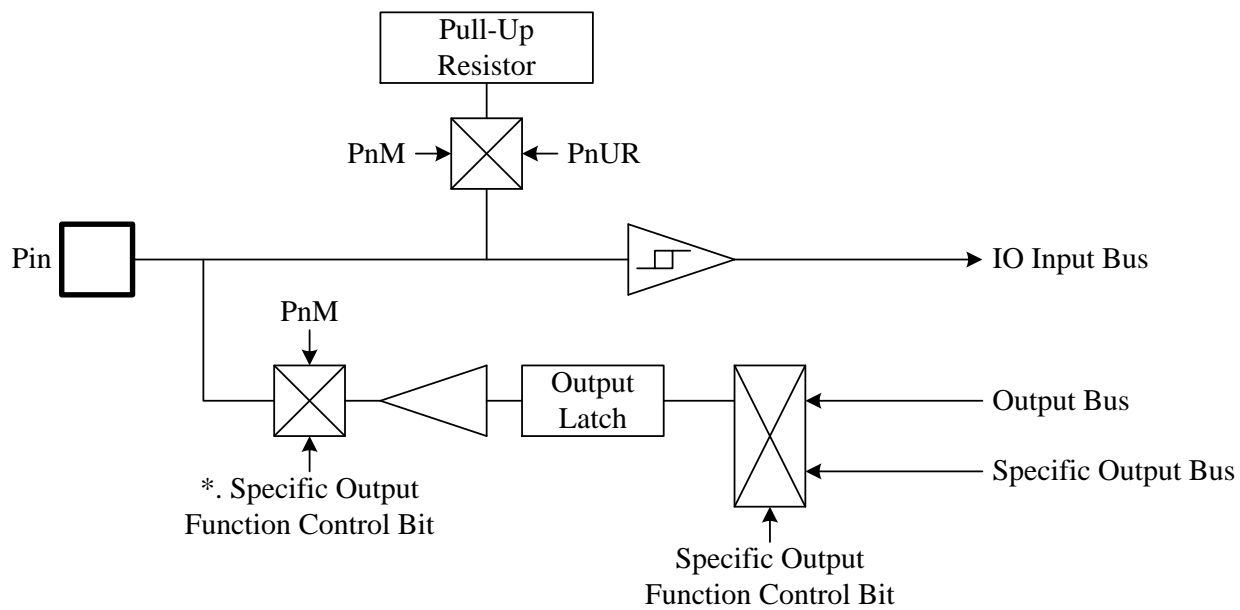 Pull-Up
Resistor
PnM
PnUR
Pin
IO Input Bus
PnM
Output
Latch
Output Bus
Specific Output Bus
*. Specific Output
Function Control Bit
Specific Output
Function Control Bit